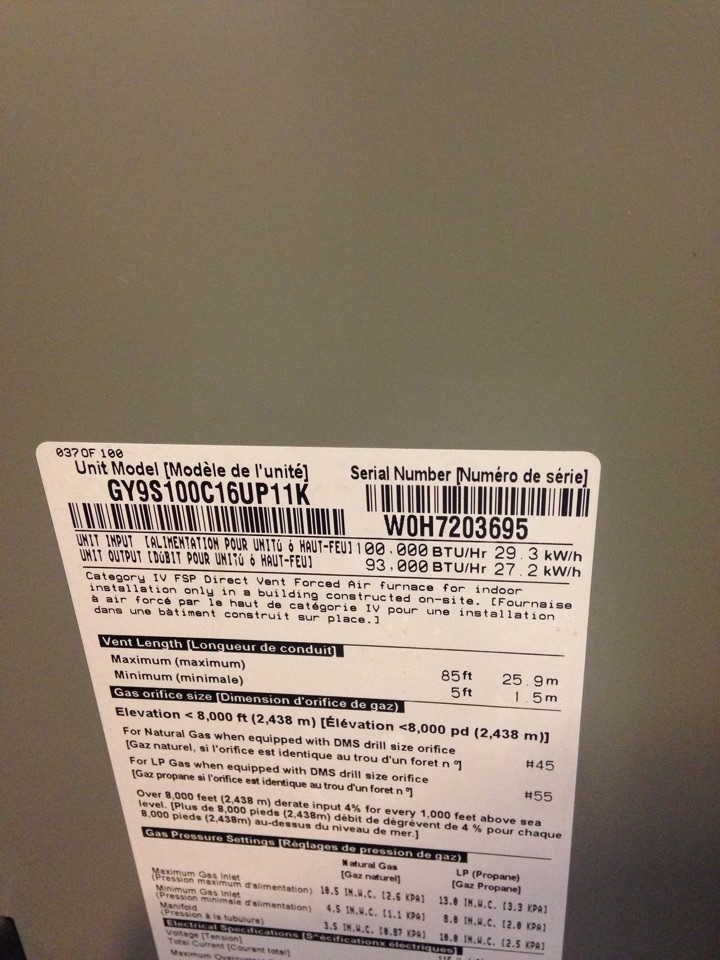 037 OF 100
Unit Model [Modèle de l'unité] Serial Number [Numéro de série]
GY9S100C16UP11K W0H7203695
UNIT INPUT [ALIMENTATION POUR UNITú ó HAUT-FEU] 100,000 BTU/Hr 29.3 kW/h
UNIT OUTPUT [DúBIT POUR UNITú ó HAUT-FEU] 93,000 BTU/Hr 27.2 kW/h
Category IV FSP Direct Vent Forced Air furnace for indoor
installation only in a building constructed on-site. [Fournaise
à air forcé par le haut de catégorie IV pour une installation
dans une bâtiment construit sur place.]
Vent Length [Longueur de conduit]
Maximum (maximum) 85ft 25.9m
Minimum (minimale) 5ft 1.5m
Gas orifice size [Dimension d'orifice de gaz)
Elevation < 8,000 ft (2,438 m) [Élévation <8,000 pd (2,438 m)]
For Natural Gas when equipped with DMS drill size orifice
[Gaz naturel, si l'orifice est identique au trou d'un foret n º] #45
For LP Gas when equipped with DMS drill size orifice
[Gaz propane si l'orifice est identique au trou d'un foret n º] #55
Over 8,000 feet (2,438 m) derate input 4% for every 1,000 feet above sea
level. [Plus de 8,000 pieds (2,438m) débit de dégrèvent de 4 % pour chaque
8,000 pieds (2,438m) au-dessus du niveau de mer.]
Gas Pressure Settings [Réglages de pression de gaz)
Natural Gas LP (Propane)
[Gaz naturel] [Gaz Propane]
Maximum Gas Inlet
(Pression maximum d'alimentation) 10.5 IN.W.C. [2.6 KPA] 13.0 IN.W.C. [3.3 KPA]
Minimum Gas Inlet
(Pression minimale d'alimentation) 4.5 IN.W.C. [1.1 KPA] 8.0 IN.W.C. [2.0 KPA]
Manifold
(Pression à la tubulure) 3.5 IN.W.C. [0.87 KPA] 10.0 IN.W.C. [2.5 KPA]
Electrical Specifications [S^écificationx électriques]
Voltage [Tension]
Total Current [Courant total]
Maximum